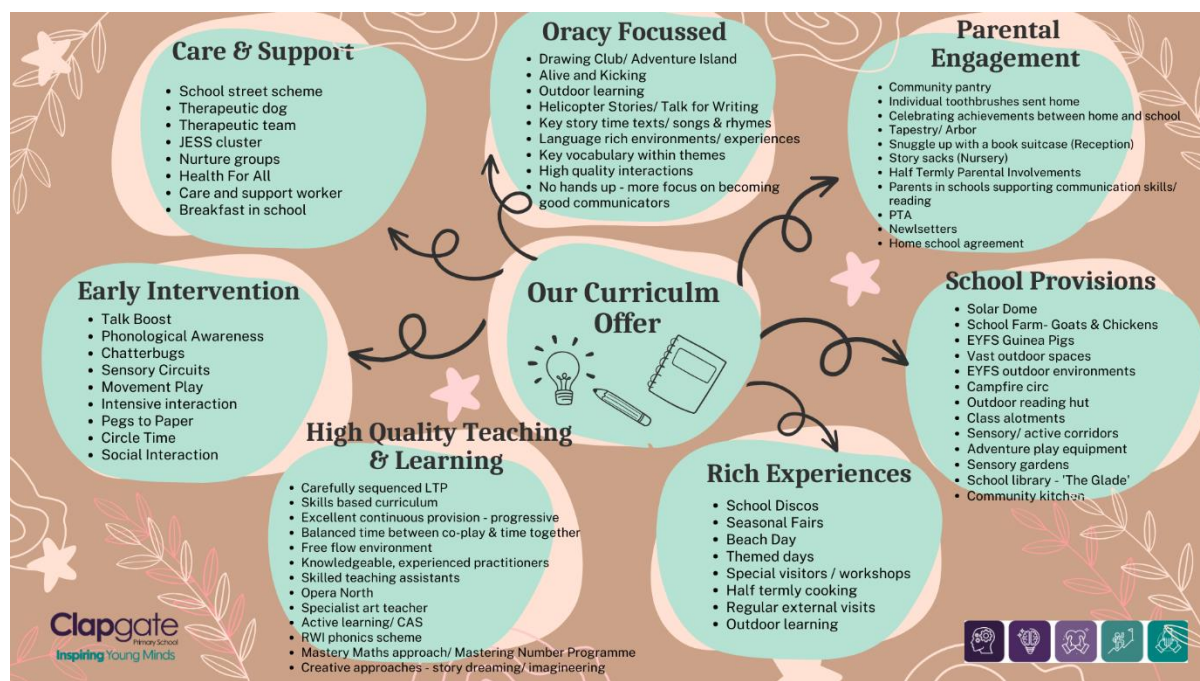 Care & Support
School street scheme
Therapeutic dog
Therapeutic team
JESS cluster
Nurture groups
Health For All
Care and support worker
Breakfast in school
Oracy Focussed
Drawing Club/ Adventure Island
Alive and Kicking
Outdoor learning
Helicopter Stories/ Talk for Writing
Key story time texts/ songs & rhymes
Language rich environments/ experiences
Key vocabulary within themes
High quality interactions
No hands up - more focus on becoming
good communicators
Parental
Engagement
Community pantry
Individual toothbrushes sent home
Celebrating achievements between home and school
Tapestry/ Arbor
Snuggle up with a book suitcase (Reception)
Story sacks (Nursery)
Half Termly Parental Involvements
Parents in schools supporting communication skills/
reading
PTA
Newlsetters
Home school agreement
Early Intervention
Talk Boost
Phonological Awareness
Chatterbugs
Sensory Circuits
Movement Play
Intensive interaction
Pegs to Paper
Circle Time
Social Interaction
Our Curriculm
Offer
School Provisions
Solar Dome
School Farm- Goats & Chickens
EYFS Guinea Pigs
Vast outdoor spaces
EYFS outdoor environments
Campfire circ
Outdoor reading hut
Class alotments
Sensory/ active corridors
Adventure play equipment
Sensory gardens
School library - 'The Glade'
Community kitchen
High Quality Teaching
& Learning
Carefully sequenced LTP
Skills based curriculum
Excellent continuous provision - progressive
Balanced time between co-play & time together
Free flow environment
Knowledgeable, experienced practitioners
Skilled teaching assistants
Opera North
Specialist art teacher
Active learning/ CAS
RWI phonics scheme
Mastery Maths approach/ Mastering Number Programme
Creative approaches - story dreaming/ imagineering
Rich Experiences
School Discos
Seasonal Fairs
Beach Day
Themed days
Special visitors / workshops
Half termly cooking
Regular external visits
Outdoor learning
Clapgate
Primary School
Inspiring Young Minds